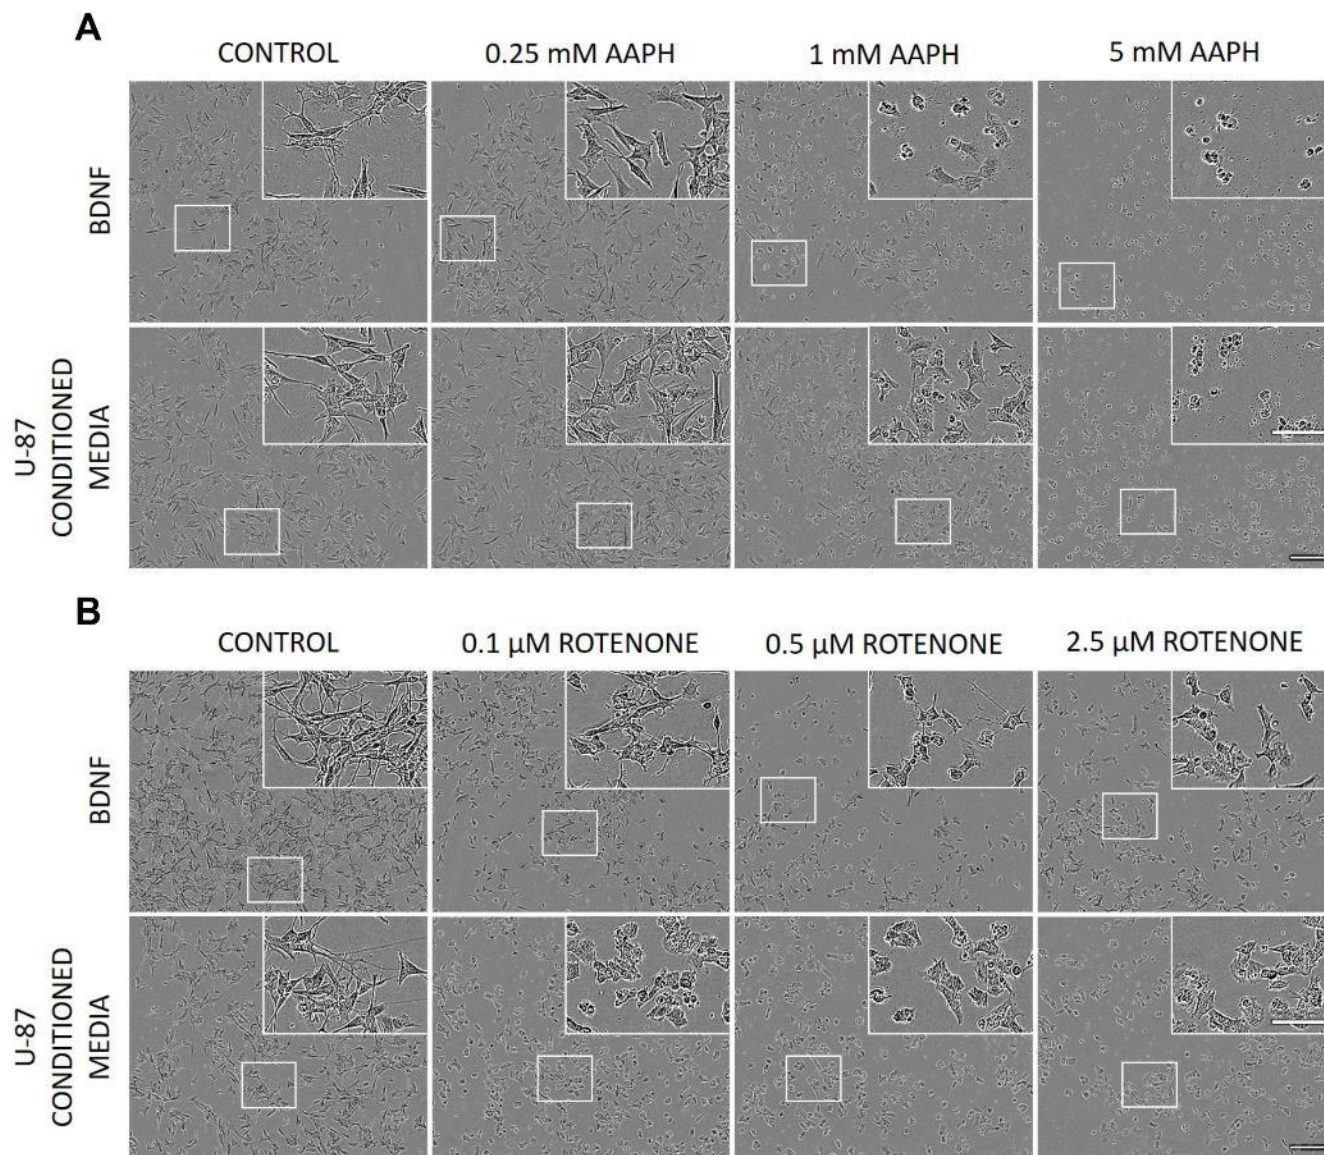 A
CONTROL 0.25 mM AAPH 1 mM AAPH 5 mM AAPH
BDNF
U-87
CONDITIONED
MEDIA
B
CONTROL 0.1 µM ROTENONE 0.5 µM ROTENONE 2.5 µM ROTENONE
BDNF
U-87
CONDITIONED
MEDIA